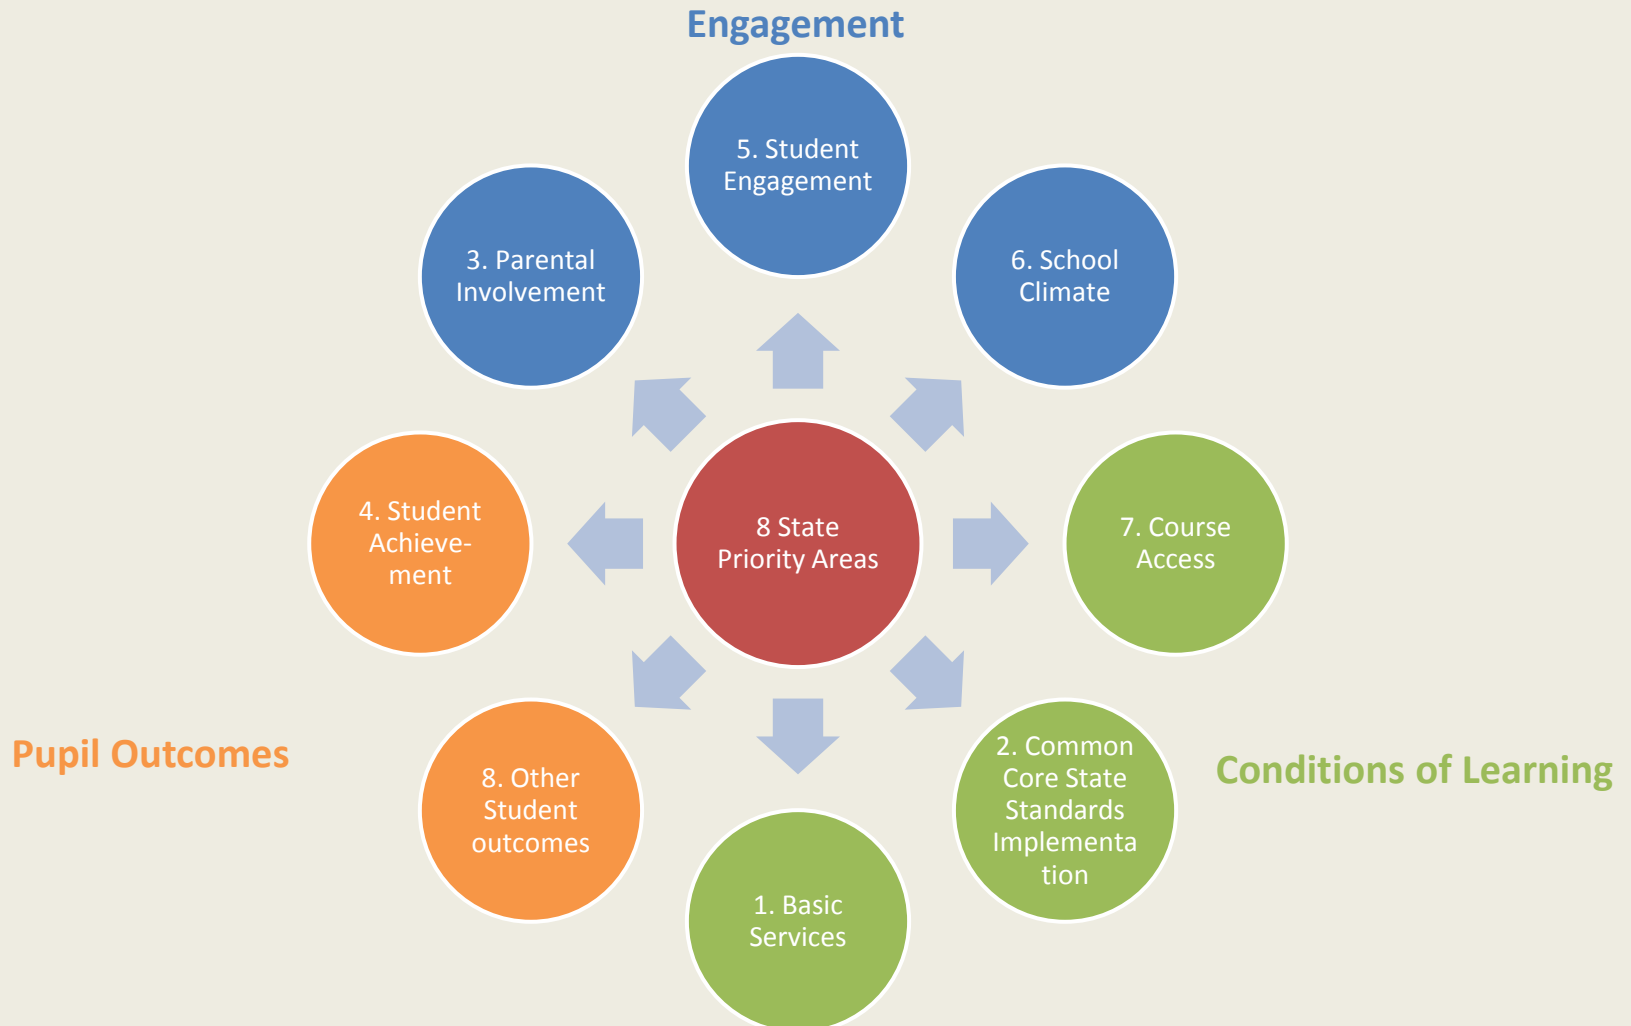 Engagement
5. Student
Engagement
3. Parental
Involvement
6. School
Climate
4. Student
Achieve-
ment
8 State
Priority Areas
7. Course
Access
Pupil Outcomes
8. Other
Student
outcomes
2. Common
Core State
Standards
Implementa
tion
Conditions of Learning
1. Basic
Services